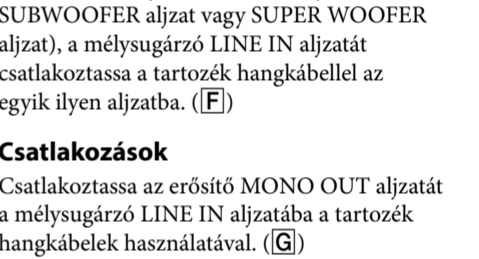 SUBWOOFER aljzat vagy SUPER WOOFER
aljzat), a mélysugárzó LINE IN aljzatát
csatlakoztassa a tartozék hangkábellel az
egyik ilyen aljzatba. (F)
Csatlakozások
Csatlakoztassa az erősítő MONO OUT aljzatát
a mélysugárzó LINE IN aljzatába a tartozék
hangkábelek használatával. (G)